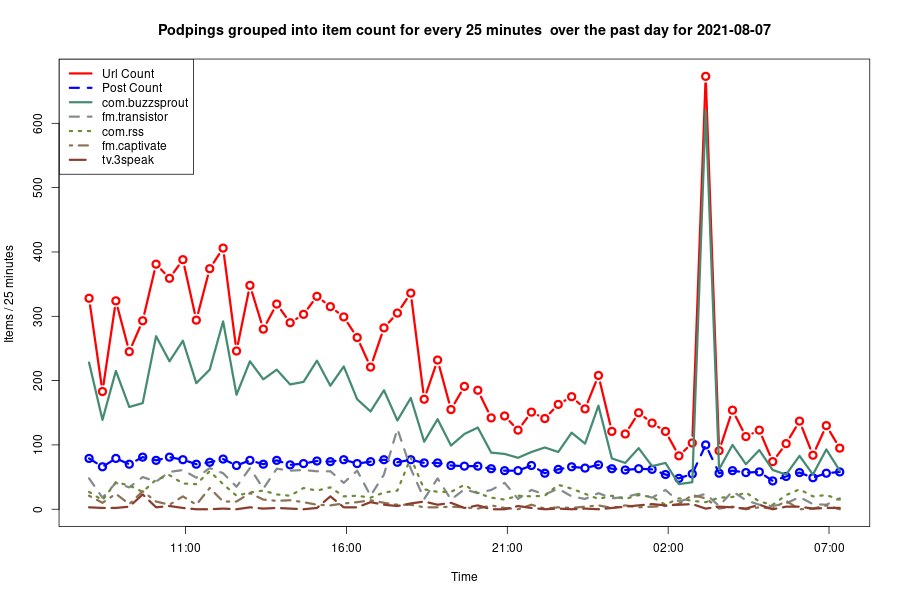 Podpings grouped into item count for every 25 minutes  over the past day for 2021-08-07
Url Count
Post Count
com.buzzsprout
fm.transistor
com.rss
fm.captivate
tv.3speak
Items / 25 minutes
600
500
400
300
200
100
0
11:00
16:00
21:00
02:00
07:00
Time